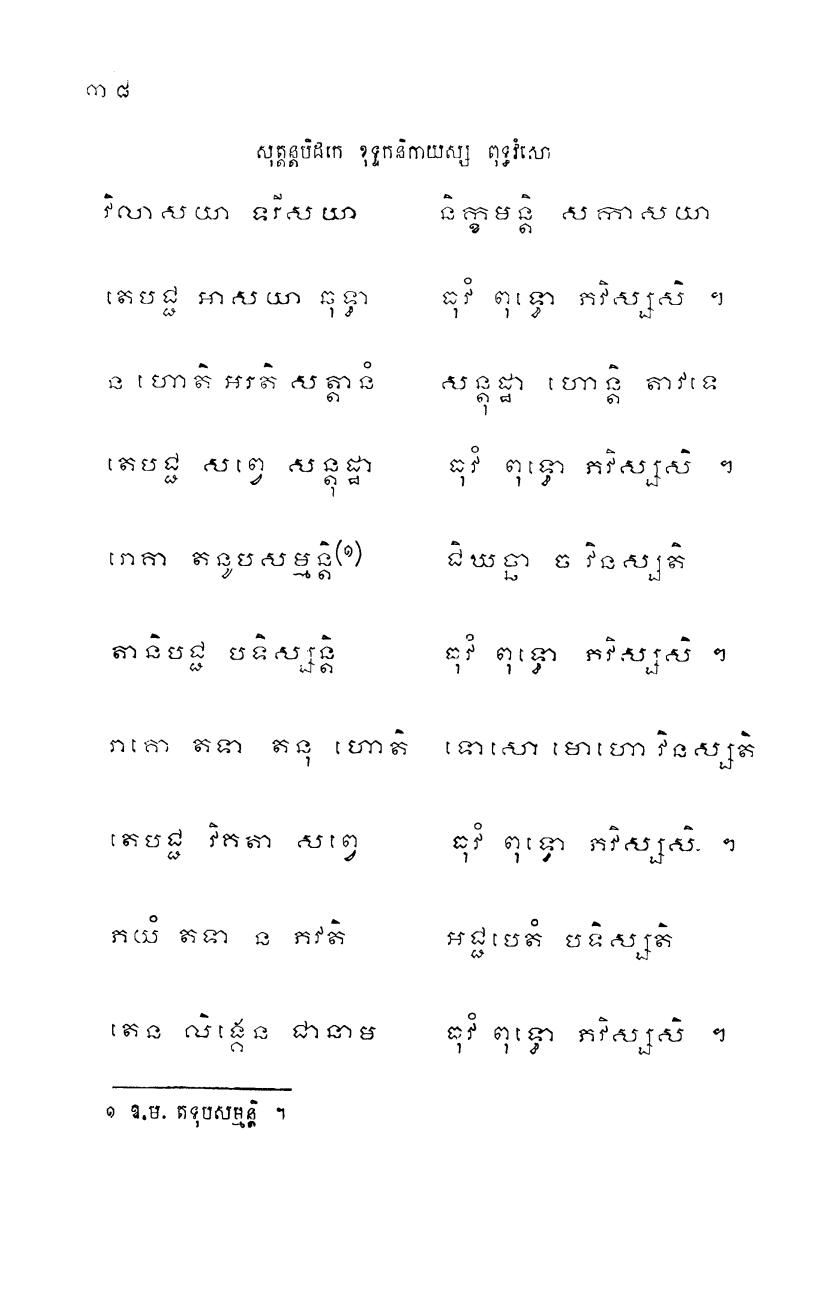 ៣៨
សុត្តន្តបិដកេ ខុទ្ទកនិកាយស្ស ពុទ្ធវំសោ
វិលាសយា ទរីសយា និក្ខមន្តិ សកាសយា
តេបជ្ជ អាសយា ឆុទ្ធា ធុវំ ពុទ្ធោ ភវិស្សសិ ។
ន ហោតិ អរតិ សត្តានំ សន្តុដ្ឋា ហោន្តិ តាវទេ
តេបជ្ជ សព្វេ សន្តុដ្ឋា ធុវំ ពុទ្ធោ ភវិស្សសិ ។
រោគា តនូបសម្មន្តិ(១) ជិឃច្ឆា ច វិនស្សតិ
តានិបជ្ជ បទិស្សន្តិ ធុវំ ពុទ្ធោ ភវិស្សសិ ។
រាគោ តទា តនុ ហោតិ ទោសោ មោហោ វិនស្សតិ
តេបជ្ជ វិគតា សព្វេ ធុវំ ពុទ្ធោ ភវិស្សសិ ។
ភយំ តទា ន ភវតិ អជ្ជបេតំ បទិស្សតិ
តេន លិង្គេន ជានាម ធុវំ ពុទ្ធោ ភវិស្សសិ ។
១ ឱ.ម. តទុបសម្មន្តិ ។